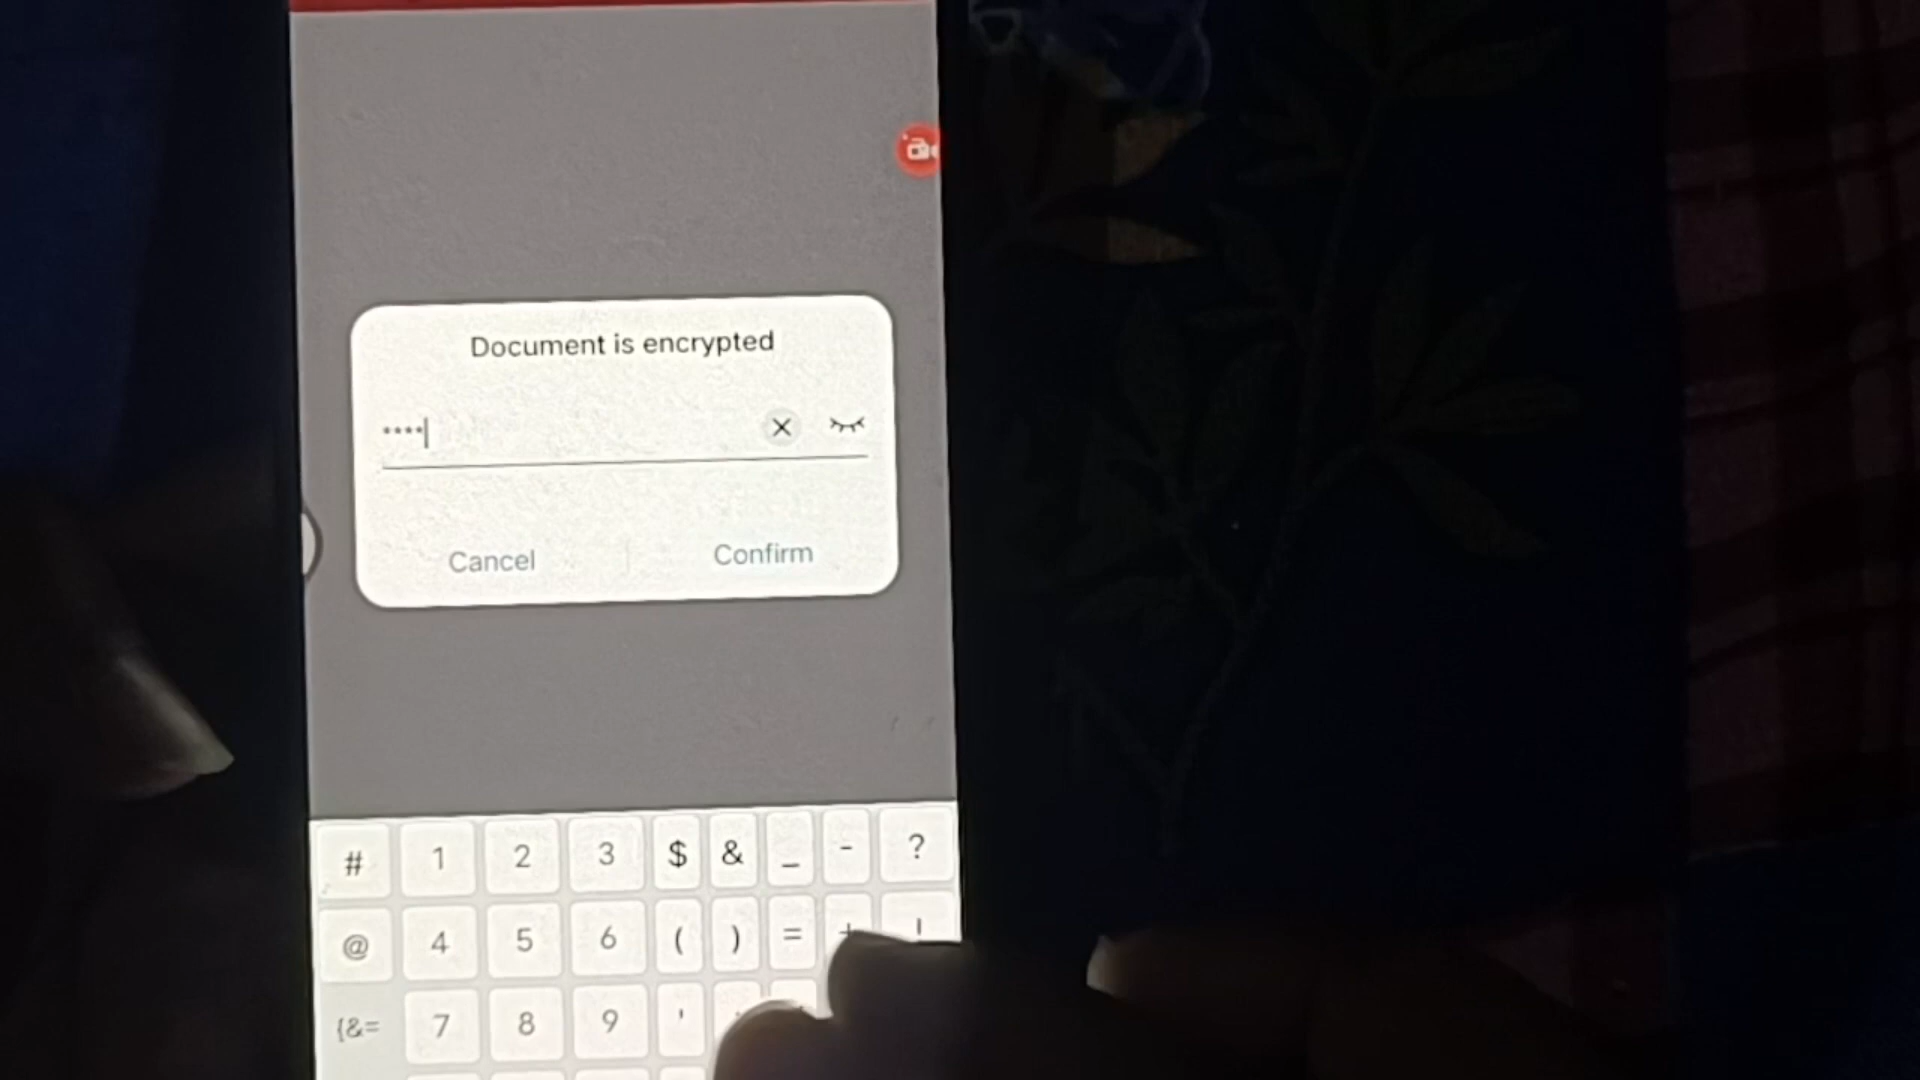 Document is encrypted
****
Cancel Confirm
# 1 2 3 $ & _ - ?
@ 4 5 6 ( ) = + !
{&= 7 8 9 '